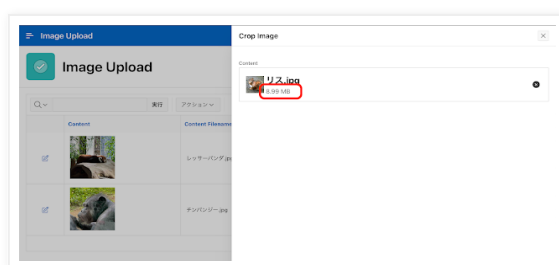 Image Upload
Crop Image
Image Upload
Content
リス.jpg
8.99 MB
実行
アクション
Content
Content Filename
レッサーパンダ.jpg
チンパンジー.jpg